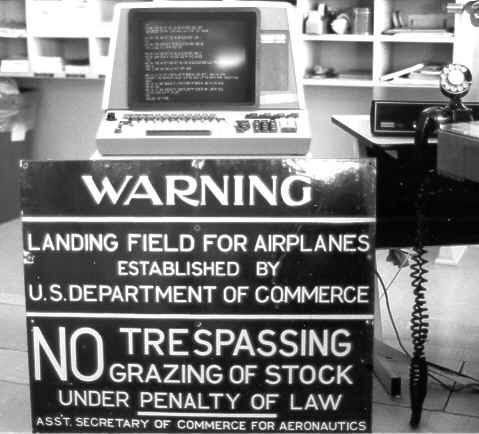 WARNING
LANDING FIELD FOR AIRPLANES
ESTABLISHED BY
U.S. DEPARTMENT OF COMMERCE
NO TRESPASSING
GRAZING OF STOCK
UNDER PENALTY OF LAW
ASS'T. SECRETARY OF COMMERCE FOR AERONAUTICS